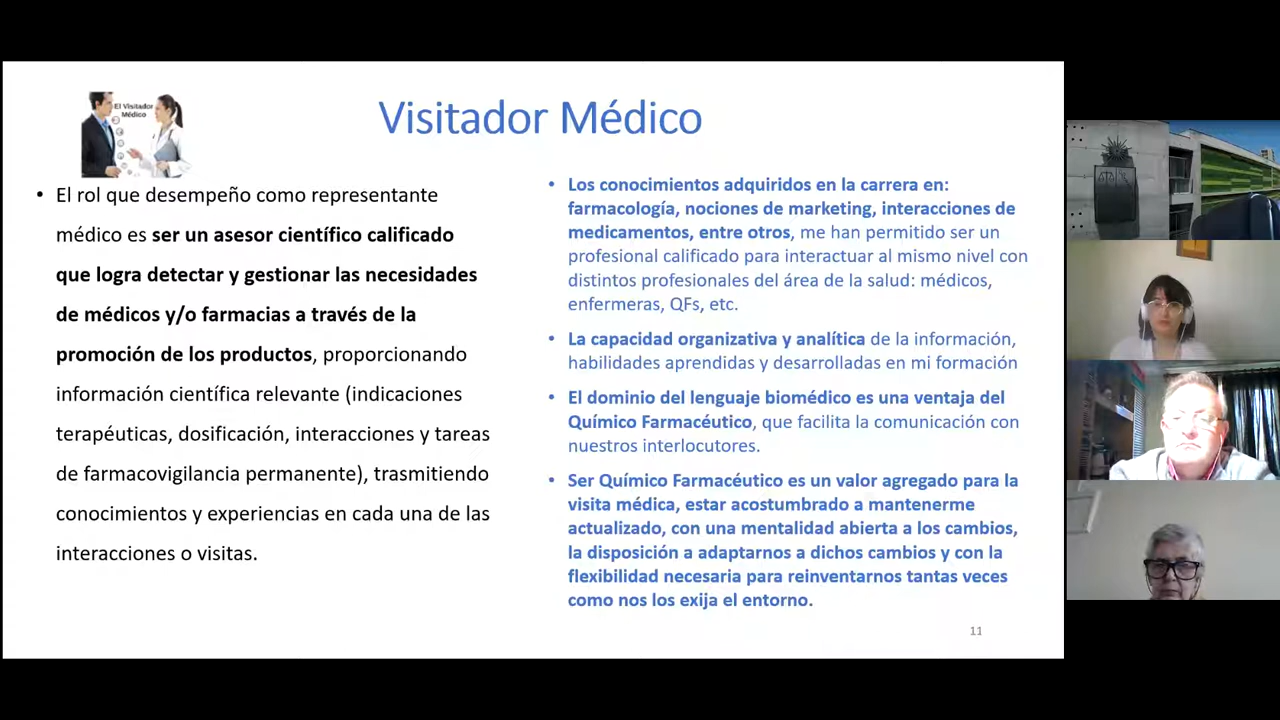 El Visitador
Médico
Visitador Médico
• El rol que desempeño como representante
médico es ser un asesor científico calificado
que logra detectar y gestionar las necesidades
de médicos y/o farmacias a través de la
promoción de los productos, proporcionando
información científica relevante (indicaciones
terapéuticas, dosificación, interacciones y tareas
de farmacovigilancia permanente), trasmitiendo
conocimientos y experiencias en cada una de las
interacciones o visitas.
• Los conocimientos adquiridos en la carrera en:
farmacología, nociones de marketing, interacciones de
medicamentos, entre otros, me han permitido ser un
profesional calificado para interactuar al mismo nivel con
distintos profesionales del área de la salud: médicos,
enfermeras, QFs, etc.
• La capacidad organizativa y analítica de la información,
habilidades aprendidas y desarrolladas en mi formación
• El dominio del lenguaje biomédico es una ventaja del
Químico Farmacéutico, que facilita la comunicación con
nuestros interlocutores.
• Ser Químico Farmacéutico es un valor agregado para la
visita médica, estar acostumbrado a mantenerme
actualizado, con una mentalidad abierta a los cambios,
la disposición a adaptarnos a dichos cambios y con la
flexibilidad necesaria para reinventarnos tantas veces
como nos los exija el entorno.
11